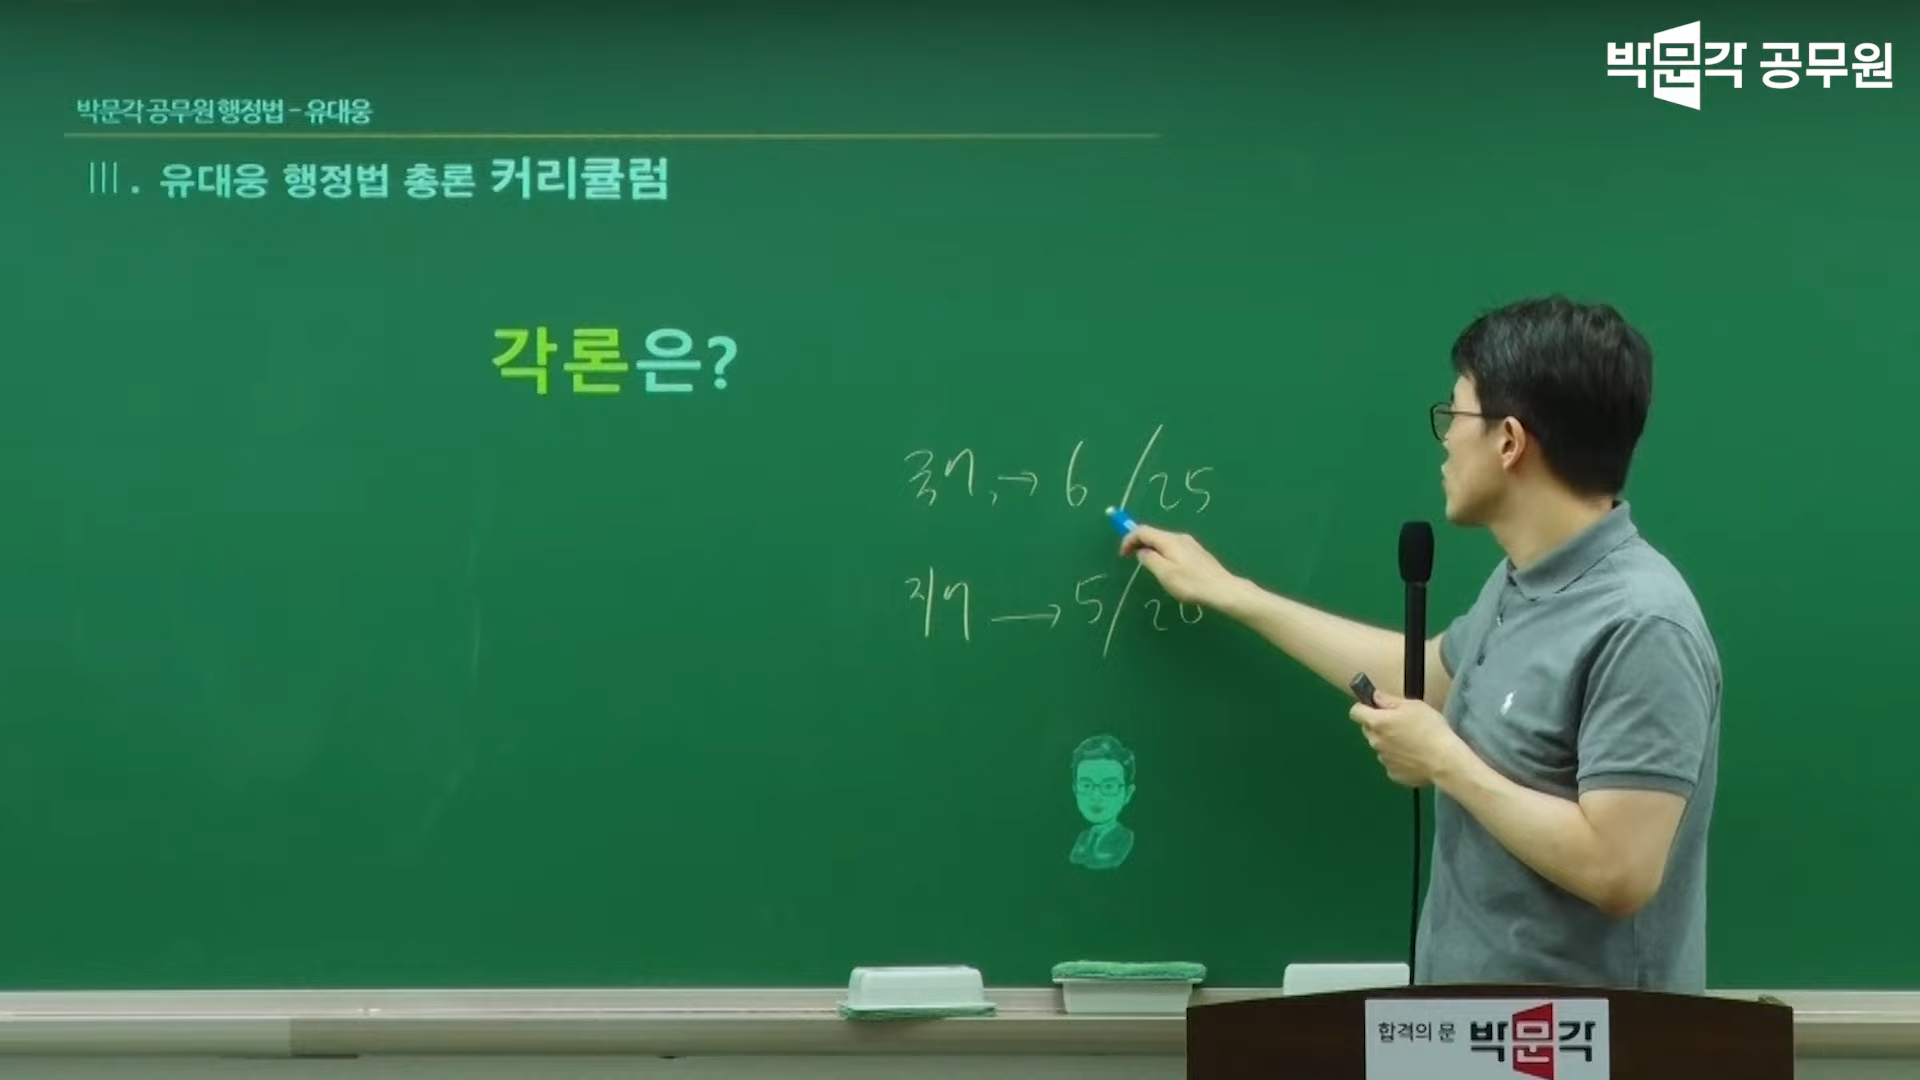 박문각 공무원
박문각 공무원 행정법 - 유대웅
Ⅲ. 유대웅 행정법 총론 커리큘럼
각론은?
국가 → 6 / 25
지 → 5 / 20
합격의 문 박문각